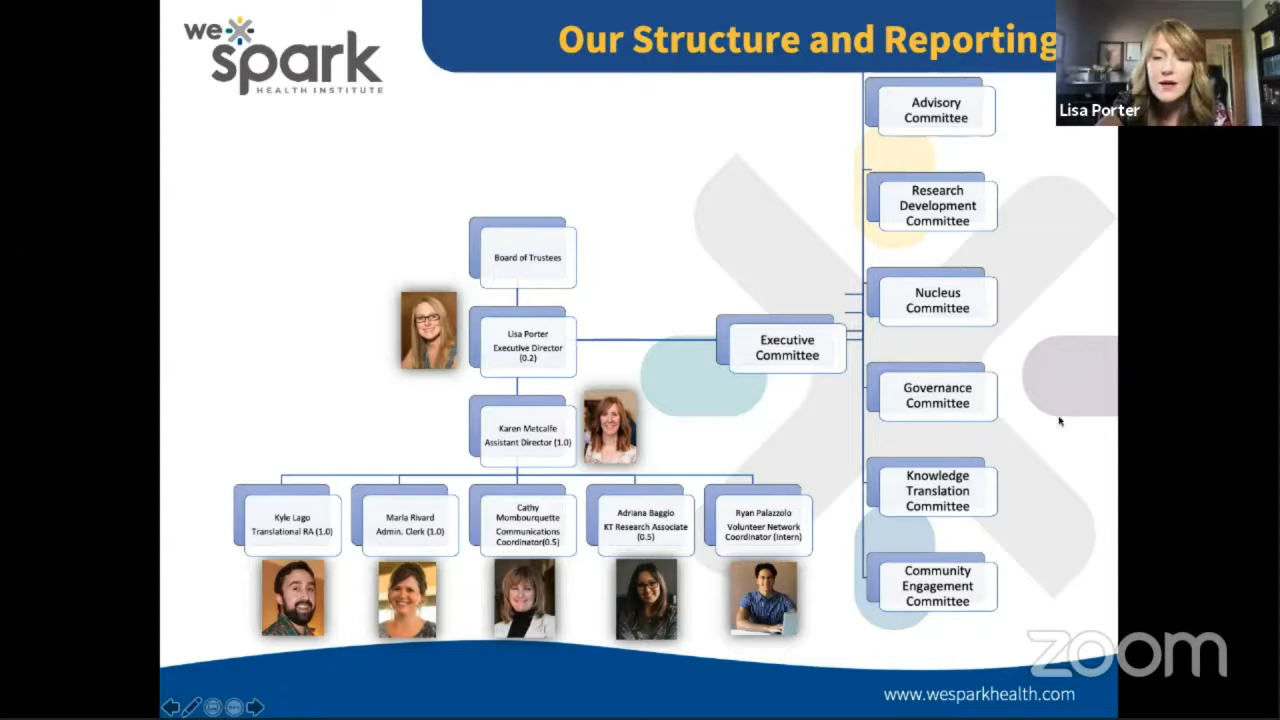 we
spark
HEALTH INSTITUTE
Our Structure and Reporting
Lisa Porter
Advisory
Committee
Research
Development
Committee
Nucleus
Committee
Governance
Committee
Knowledge
Translation
Committee
Community
Engagement
Committee
Executive
Committee
Board of Trustees
Lisa Porter
Executive Director
(0.2)
Karen Metcalfe
Assistant Director (1.0)
Kyle Lago
Translational RA (1.0)
Marla Rivard
Admin. Clerk (1.0)
Cathy
Mombourquette
Communications
Coordinator(0.5)
Adriana Baggio
KT Research Associate
(0.5)
Ryan Palazzolo
Volunteer Network
Coordinator (Intern)
zoom
www.wesparkhealth.com